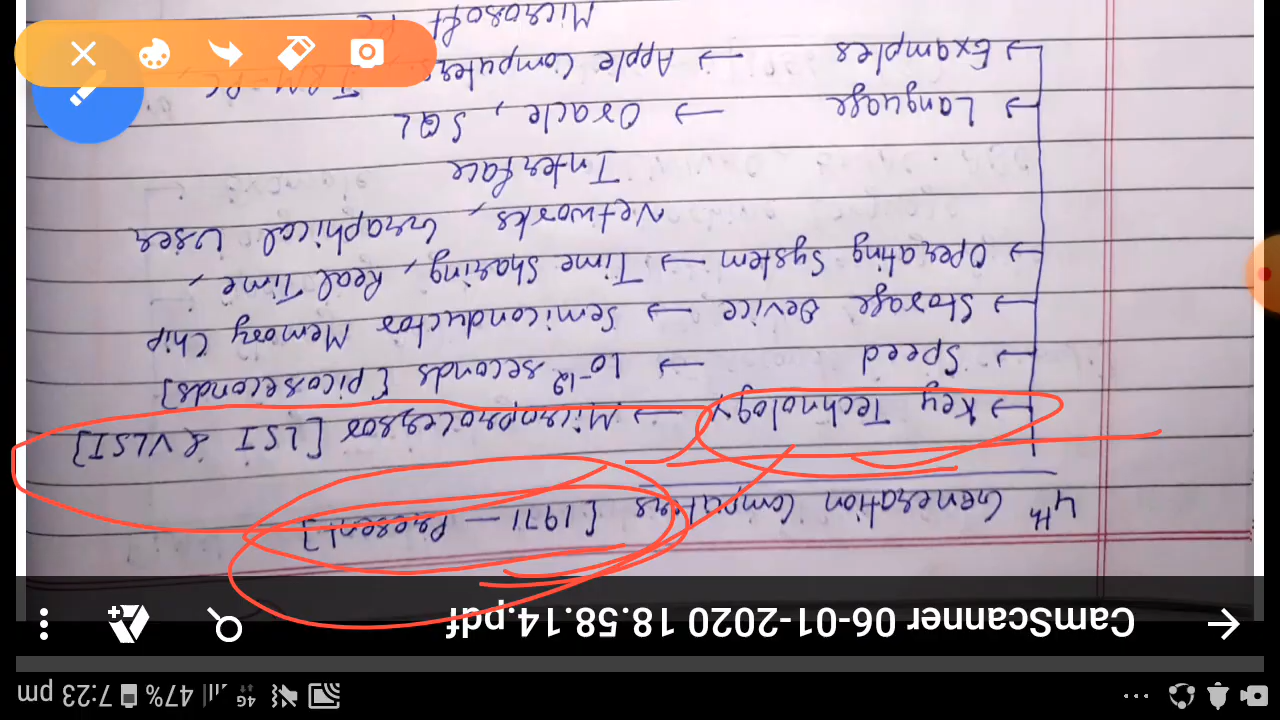 7:23 pm 47% 4G
CamScanner 06-01-2020 18.58.14.pdf
4th Generation Computers [1971 - Present]
→ Key Technology → Microprocessor [LSI & VLSI]
→ Speed → 10⁻¹² seconds [picoseconds]
→ Storage Device → Semiconductor Memory Chip
→ Operating System → Time Sharing, Real Time,
Networks, Graphical User
Interface
→ Language → Oracle, SQL
→ Examples → Apple Computers, IBM-PC,
Microsoft PC